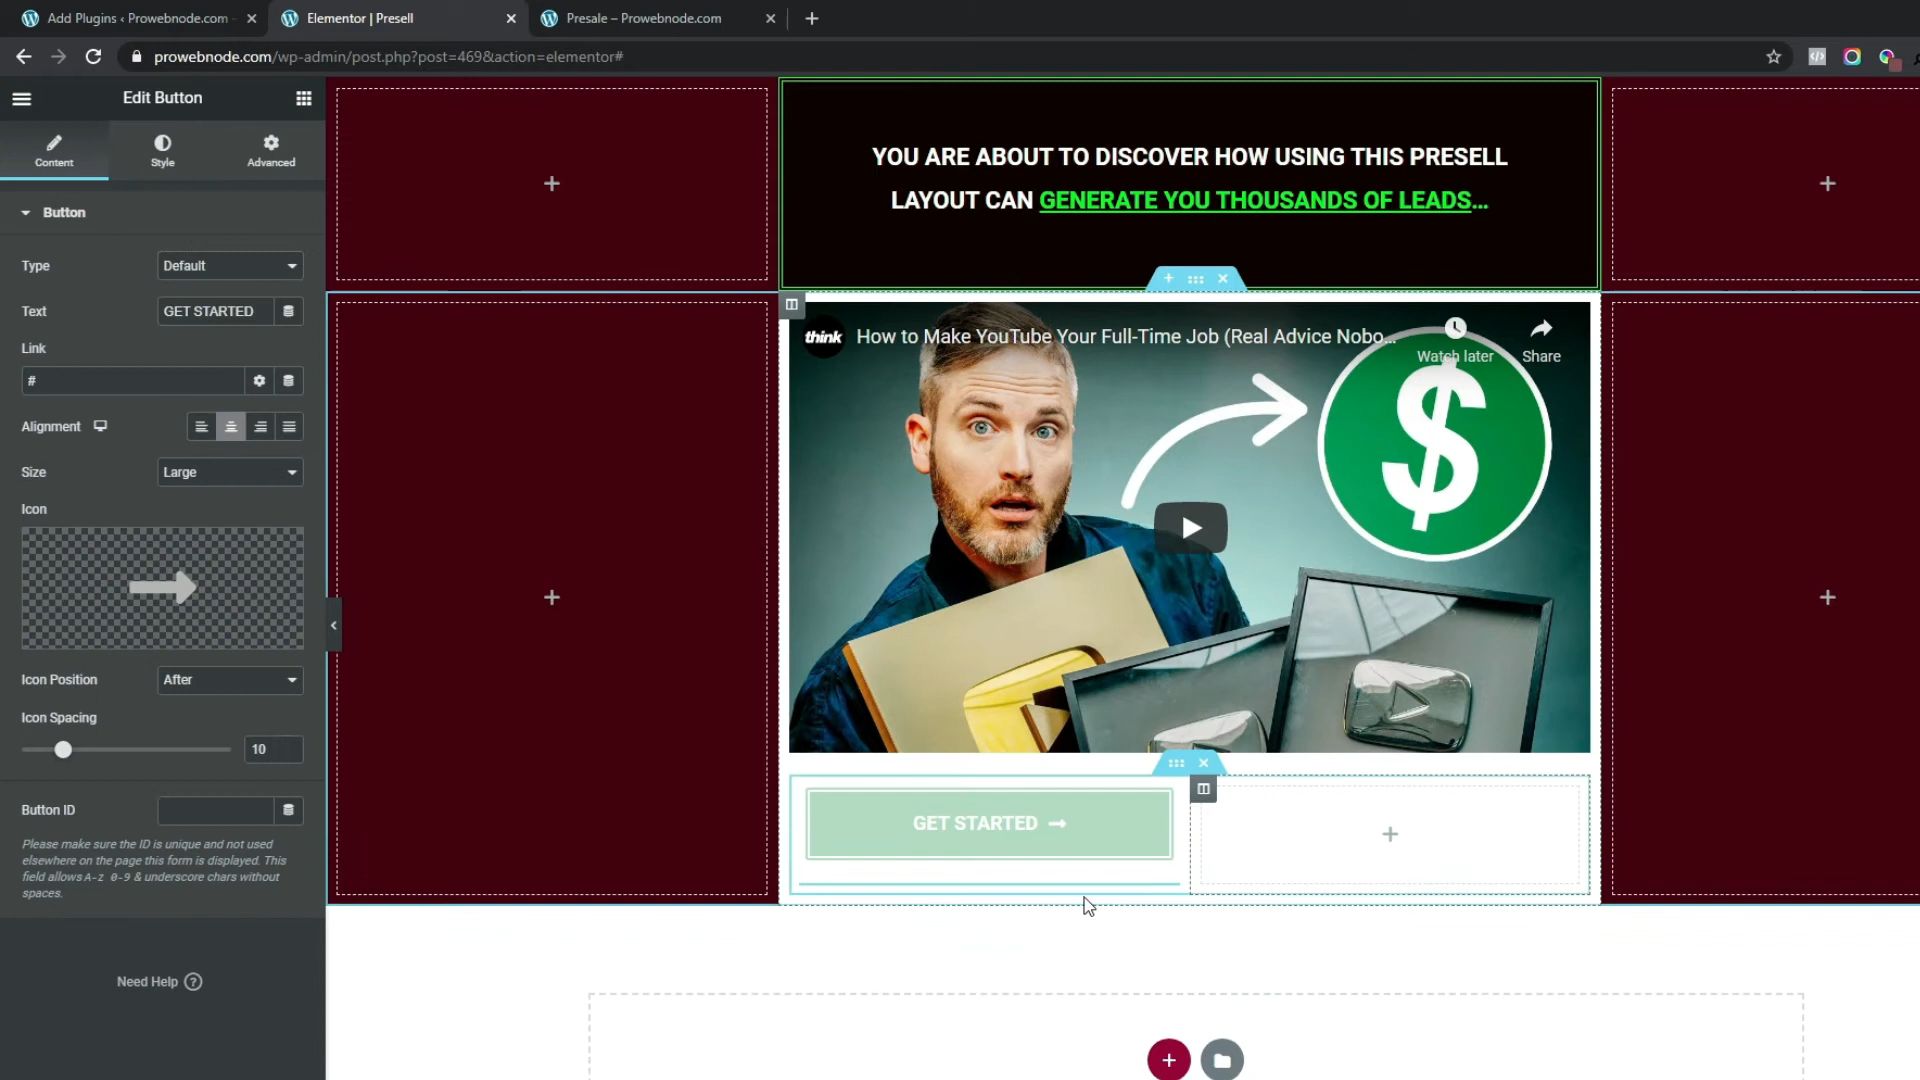 Add Plugins ‹ Prowebnode.com -
Elementor | Presell
Presale – Prowebnode.com
prowebnode.com/wp-admin/post.php?post=469&action=elementor#
Edit Button
Content
Style
Advanced
Button
Type
Default
Text
GET STARTED
Link
#
Alignment
Size
Large
Icon
Icon Position
After
Icon Spacing
10
Button ID
Please make sure the ID is unique and not used
elsewhere on the page this form is displayed. This
field allows A-z 0-9 & underscore chars without
spaces.
Need Help
YOU ARE ABOUT TO DISCOVER HOW USING THIS PRESELL
LAYOUT CAN GENERATE YOU THOUSANDS OF LEADS...
think
How to Make YouTube Your Full-Time Job (Real Advice Nobo...
Watch later
Share
$
GET STARTED